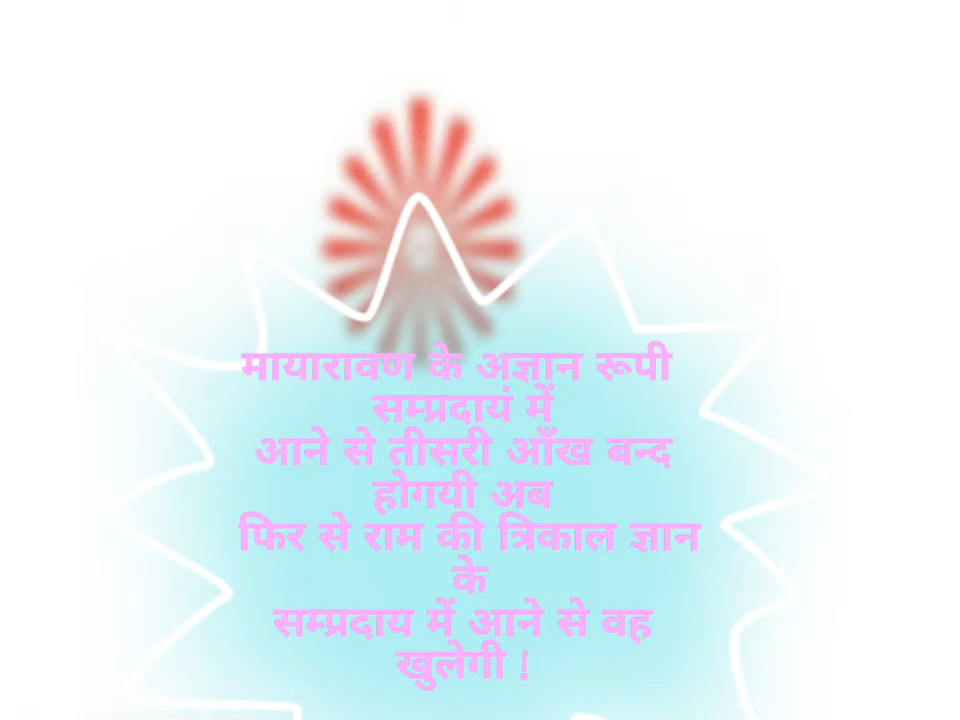 मायारावण के अज्ञान रूपी
सम्प्रदायं में
आने से तीसरी आँख बन्द
होगयी अब
फिर से राम की त्रिकाल ज्ञान
के
सम्प्रदाय में आने से वह
खुलेगी !